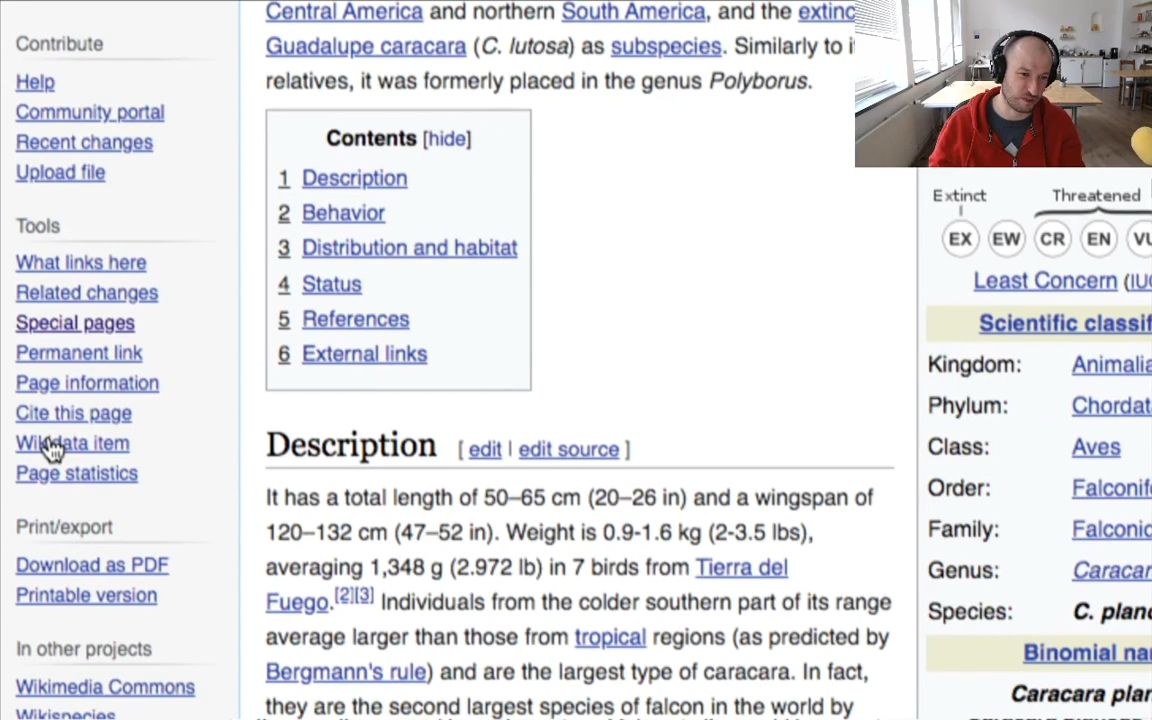 Contribute
Help
Community portal
Recent changes
Upload file
Tools
What links here
Related changes
Special pages
Permanent link
Page information
Cite this page
Wikidata item
Page statistics
Print/export
Download as PDF
Printable version
In other projects
Wikimedia Commons
Wikispecies
Central America and northern South America, and the extinc
Guadalupe caracara (C. lutosa) as subspecies. Similarly to i
relatives, it was formerly placed in the genus Polyborus.
Contents [hide]
1 Description
2 Behavior
3 Distribution and habitat
4 Status
5 References
6 External links
Description [ edit | edit source ]
It has a total length of 50–65 cm (20–26 in) and a wingspan of
120–132 cm (47–52 in). Weight is 0.9-1.6 kg (2-3.5 lbs),
averaging 1,348 g (2.972 lb) in 7 birds from Tierra del
Fuego.[2][3] Individuals from the colder southern part of its range
average larger than those from tropical regions (as predicted by
Bergmann's rule) and are the largest type of caracara. In fact,
they are the second largest species of falcon in the world by
Extinct Threatened
EX EW CR EN VU
Least Concern (IUC
Scientific classif
Kingdom: Animalia
Phylum: Chordat
Class: Aves
Order: Falconif
Family: Falconid
Genus: Caracar
Species: C. planc
Binomial na
Caracara plan